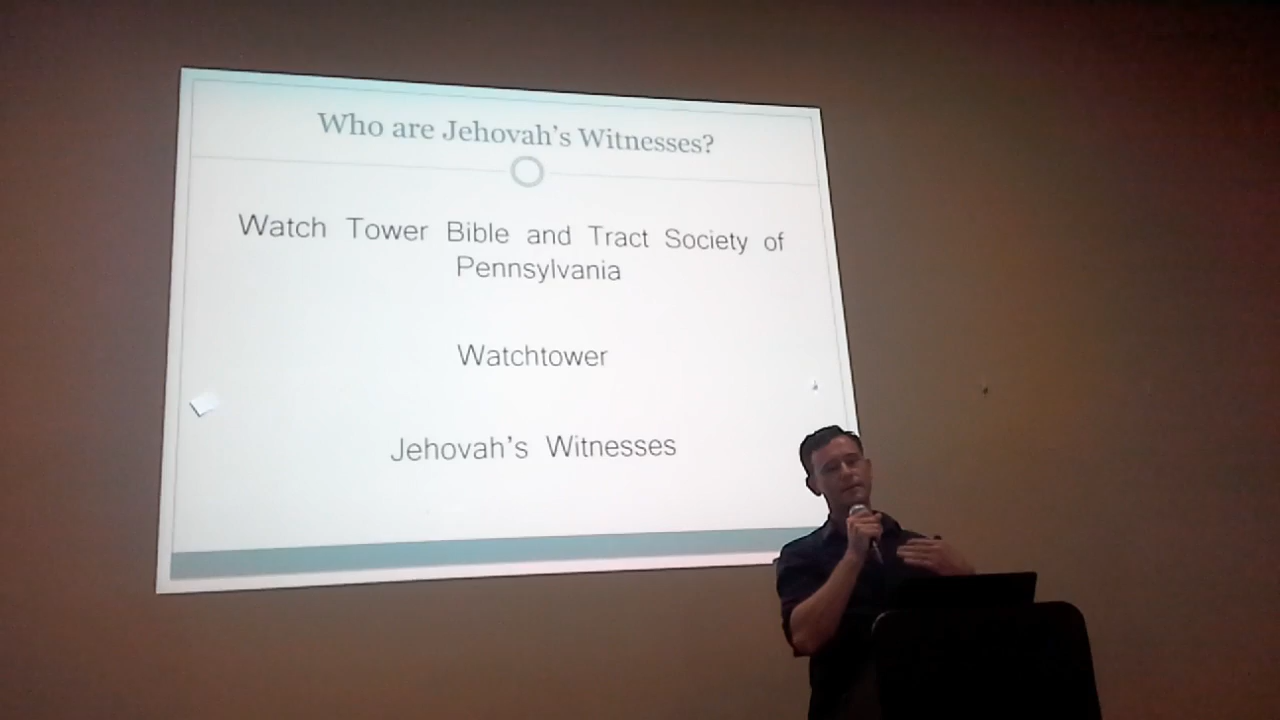 Who are Jehovah's Witnesses?
Watch Tower Bible and Tract Society of
Pennsylvania
Watchtower
Jehovah's Witnesses